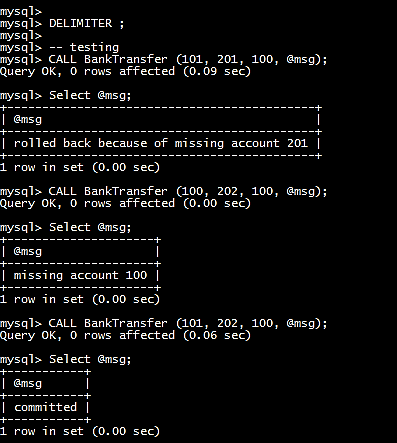 mysql>
mysql> DELIMITER ;
mysql>
mysql> -- testing
mysql> CALL BankTransfer (101, 201, 100, @msg);
Query OK, 0 rows affected (0.09 sec)
mysql> Select @msg;
+-----------------------------------------+
| @msg                                    |
+-----------------------------------------+
| rolled back because of missing account 201 |
+-----------------------------------------+
1 row in set (0.00 sec)
mysql> CALL BankTransfer (100, 202, 100, @msg);
Query OK, 0 rows affected (0.00 sec)
mysql> Select @msg;
+---------------------+
| @msg                |
+---------------------+
| missing account 100 |
+---------------------+
1 row in set (0.00 sec)
mysql> CALL BankTransfer (101, 202, 100, @msg);
Query OK, 0 rows affected (0.06 sec)
mysql> Select @msg;
+-----------+
| @msg      |
+-----------+
| committed |
+-----------+
1 row in set (0.00 sec)